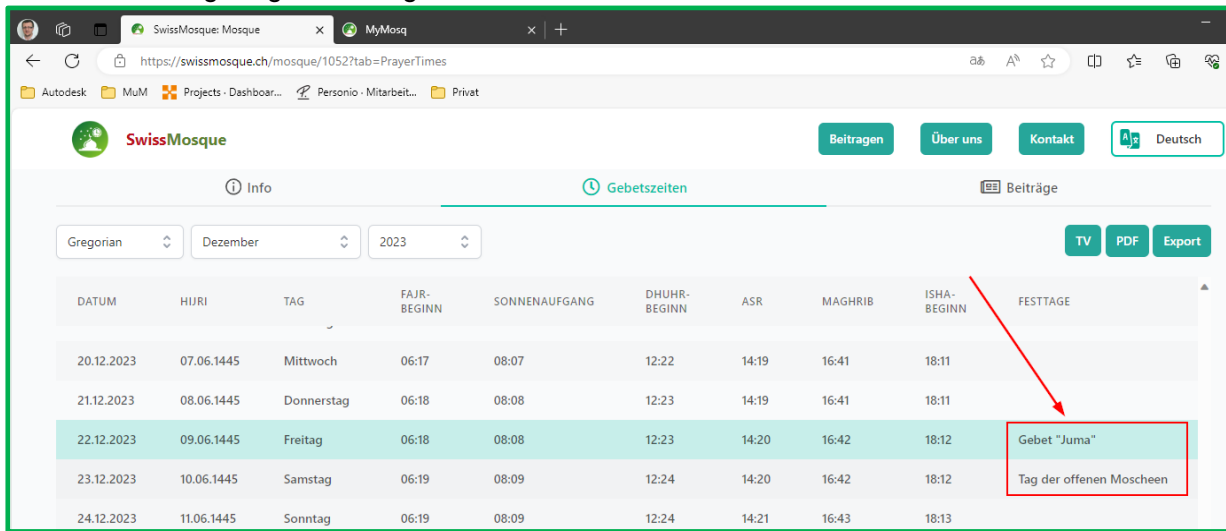 SwissMosque: Mosque
MyMosq
https://swissmosque.ch/mosque/1052?tab=PrayerTimes
Autodesk MuM Projects - Dashboar... Personio - Mitarbeit... Privat
SwissMosque Beitragen Über uns Kontakt Deutsch
Info Gebetszeiten Beiträge
Gregorian Dezember 2023 TV PDF Export
DATUM HIJRI TAG FAJR-BEGINN SONNENAUFGANG DHUHR-BEGINN ASR MAGHRIB ISHA-BEGINN FESTTAGE
20.12.2023 07.06.1445 Mittwoch 06:17 08:07 12:22 14:19 16:41 18:11
21.12.2023 08.06.1445 Donnerstag 06:18 08:08 12:23 14:19 16:41 18:11
22.12.2023 09.06.1445 Freitag 06:18 08:08 12:23 14:20 16:42 18:12 Gebet "Juma"
23.12.2023 10.06.1445 Samstag 06:19 08:09 12:24 14:20 16:42 18:12 Tag der offenen Moscheen
24.12.2023 11.06.1445 Sonntag 06:19 08:09 12:24 14:21 16:43 18:13